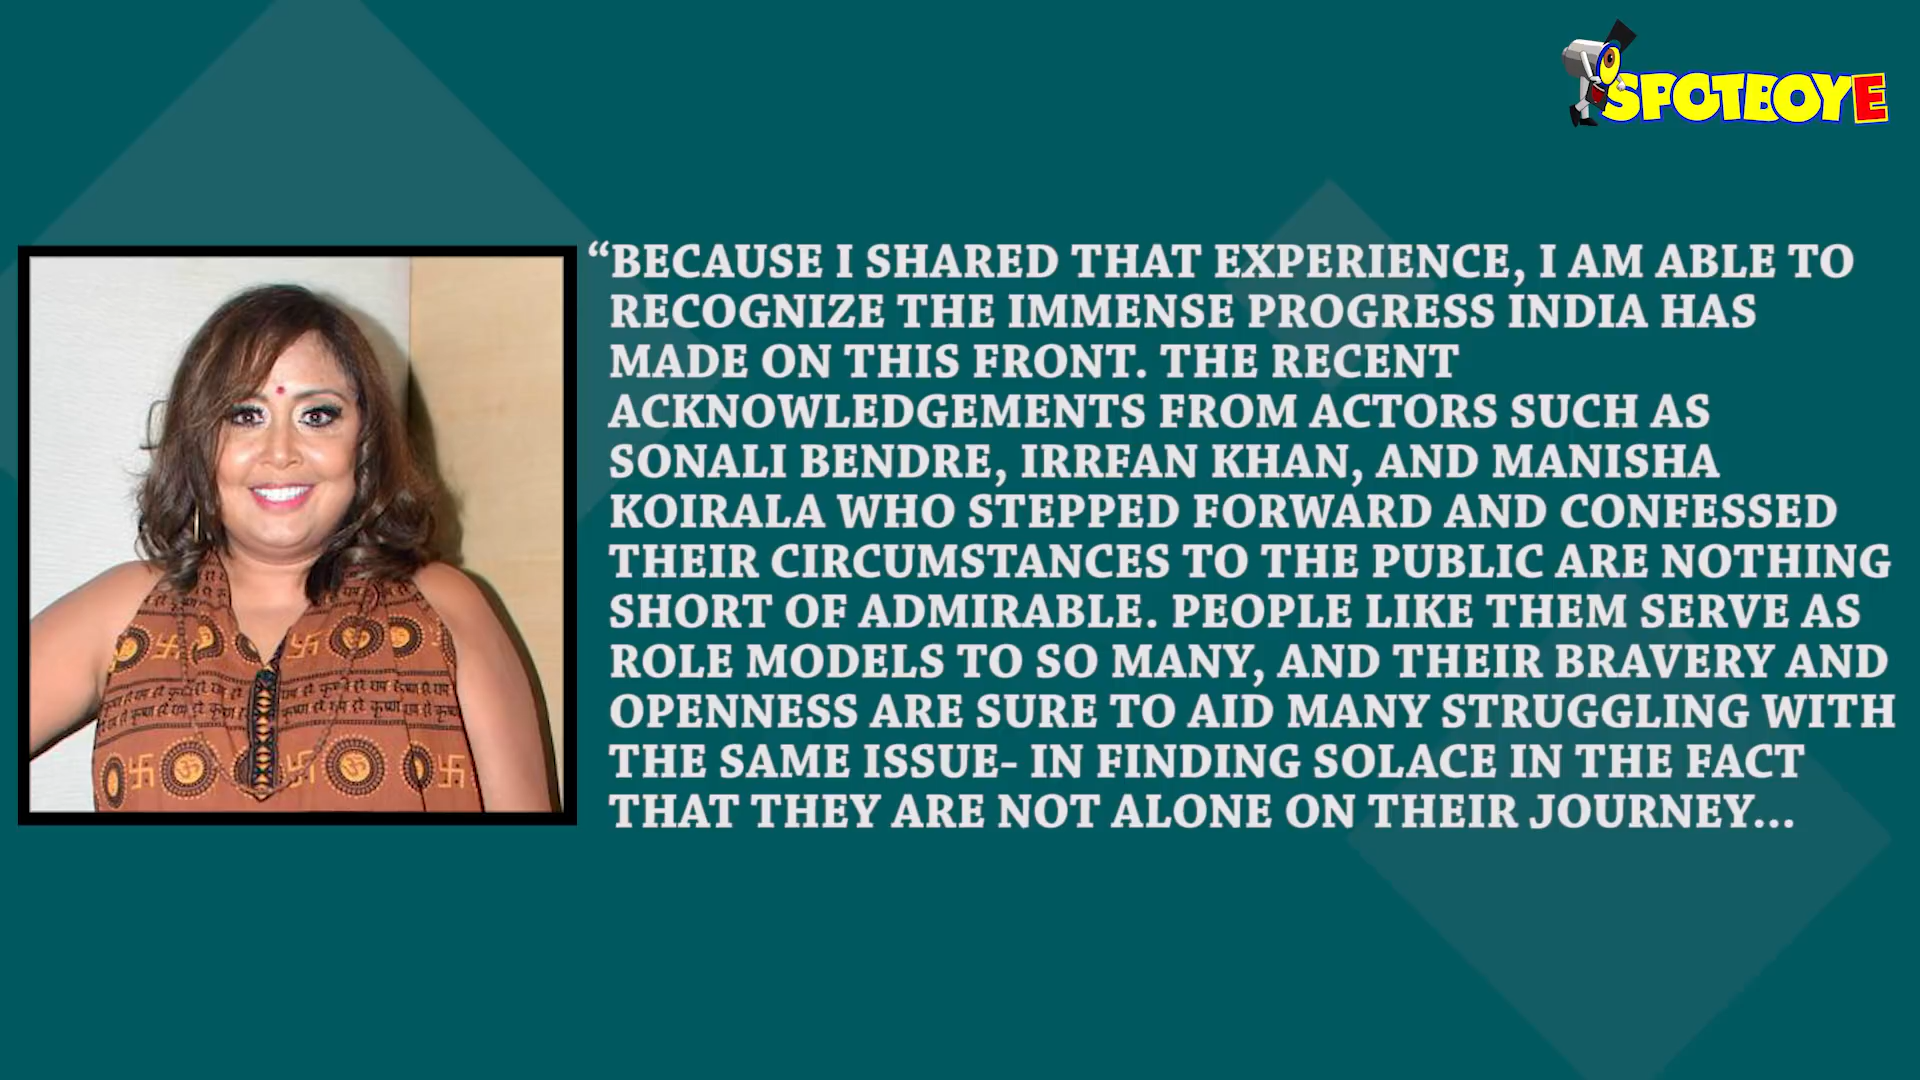 SPOTBOYE
“BECAUSE I SHARED THAT EXPERIENCE, I AM ABLE TO
RECOGNIZE THE IMMENSE PROGRESS INDIA HAS
MADE ON THIS FRONT. THE RECENT
ACKNOWLEDGEMENTS FROM ACTORS SUCH AS
SONALI BENDRE, IRRFAN KHAN, AND MANISHA
KOIRALA WHO STEPPED FORWARD AND CONFESSED
THEIR CIRCUMSTANCES TO THE PUBLIC ARE NOTHING
SHORT OF ADMIRABLE. PEOPLE LIKE THEM SERVE AS
ROLE MODELS TO SO MANY, AND THEIR BRAVERY AND
OPENNESS ARE SURE TO AID MANY STRUGGLING WITH
THE SAME ISSUE- IN FINDING SOLACE IN THE FACT
THAT THEY ARE NOT ALONE ON THEIR JOURNEY...